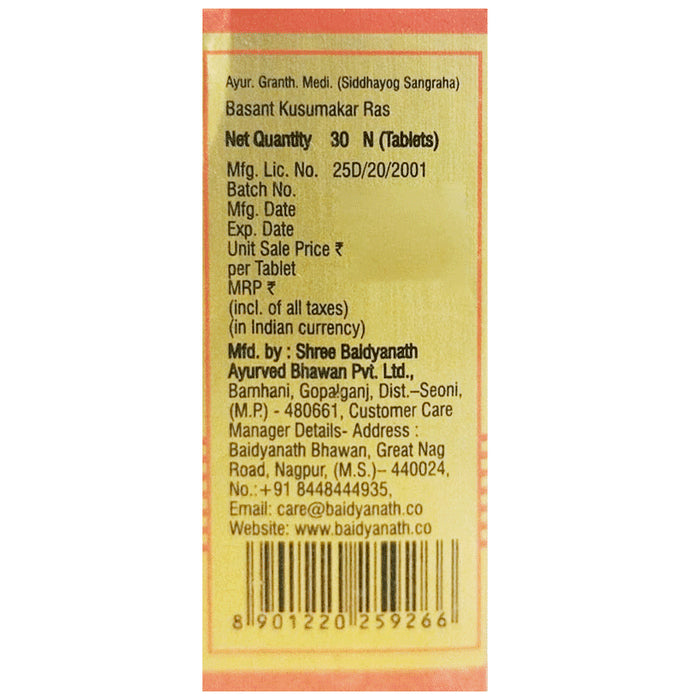 Ayur. Granth. Medi. (Siddhayog Sangraha)
Basant Kusumakar Ras
Net Quantity 30 N (Tablets)
Mfg. Lic. No. 25D/20/2001
Batch No.
Mfg. Date
Exp. Date
Unit Sale Price ₹
per Tablet
MRP ₹
(incl. of all taxes)
(in Indian currency)
Mfd. by : Shree Baidyanath
Ayurved Bhawan Pvt. Ltd.,
Bamhani, Gopalganj, Dist.–Seoni,
(M.P.) - 480661, Customer Care
Manager Details- Address :
Baidyanath Bhawan, Great Nag
Road, Nagpur, (M.S.)– 440024,
No.:+91 8448444935,
Email: care@baidyanath.co
Website: www.baidyanath.co
8 901220 259266